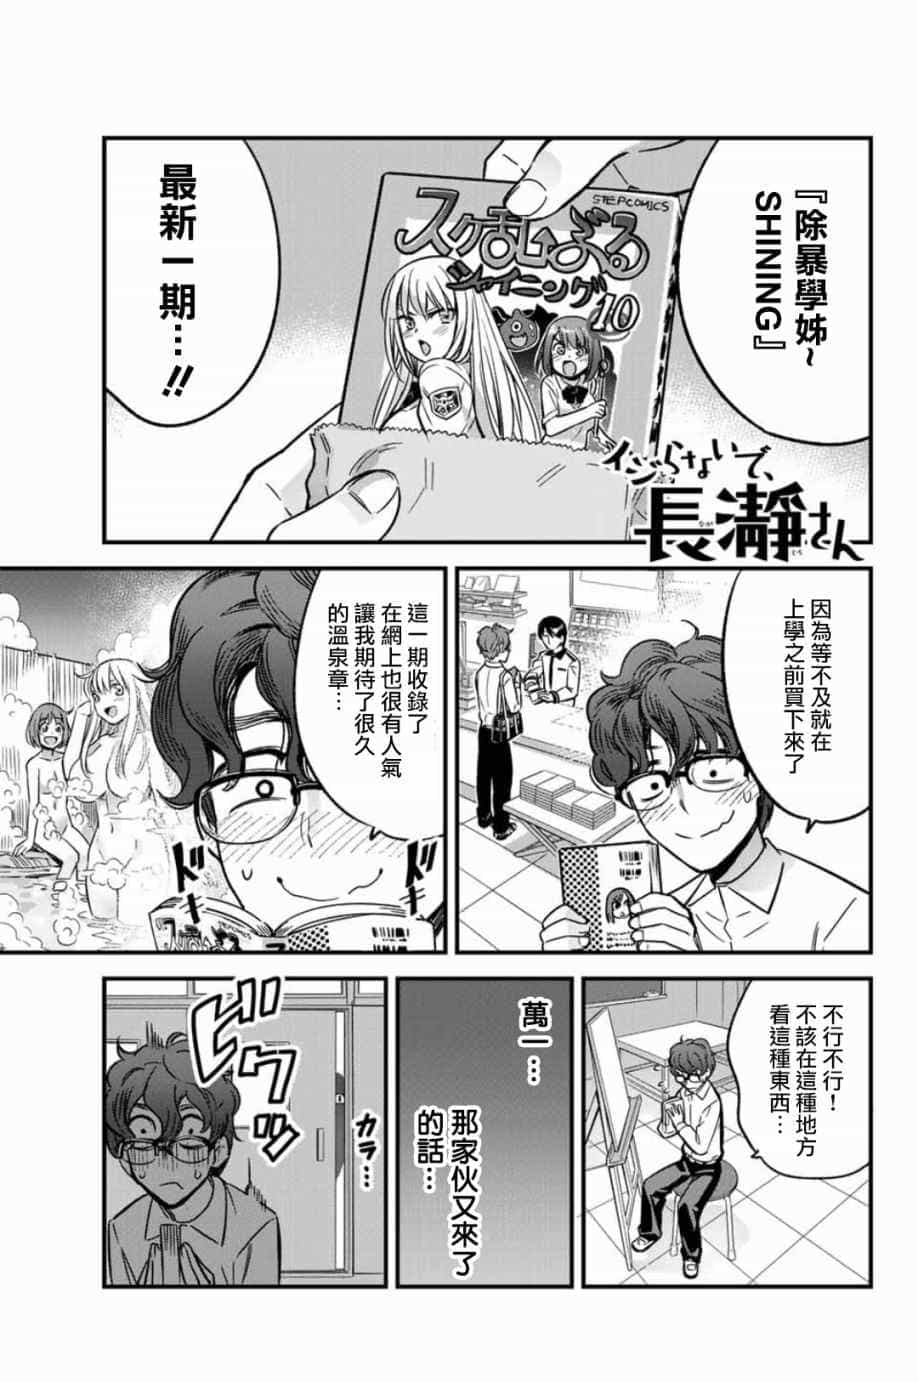 『除暴學姊~
SHINING』
STEPCOMICS
スクranぶる
シャイニング
10
最新一期…!!
イジらないで、
長瀞さん
因為等不及就在
上學之前買下來了
這一期收錄了
在網上也很有人氣
讓我期待了很久
的溫泉章…
ドキ
ドキ
不行不行!
不該在這種地方
看這種東西…
萬一…
那家伙又來了
的話…
カラ…
ビクッ